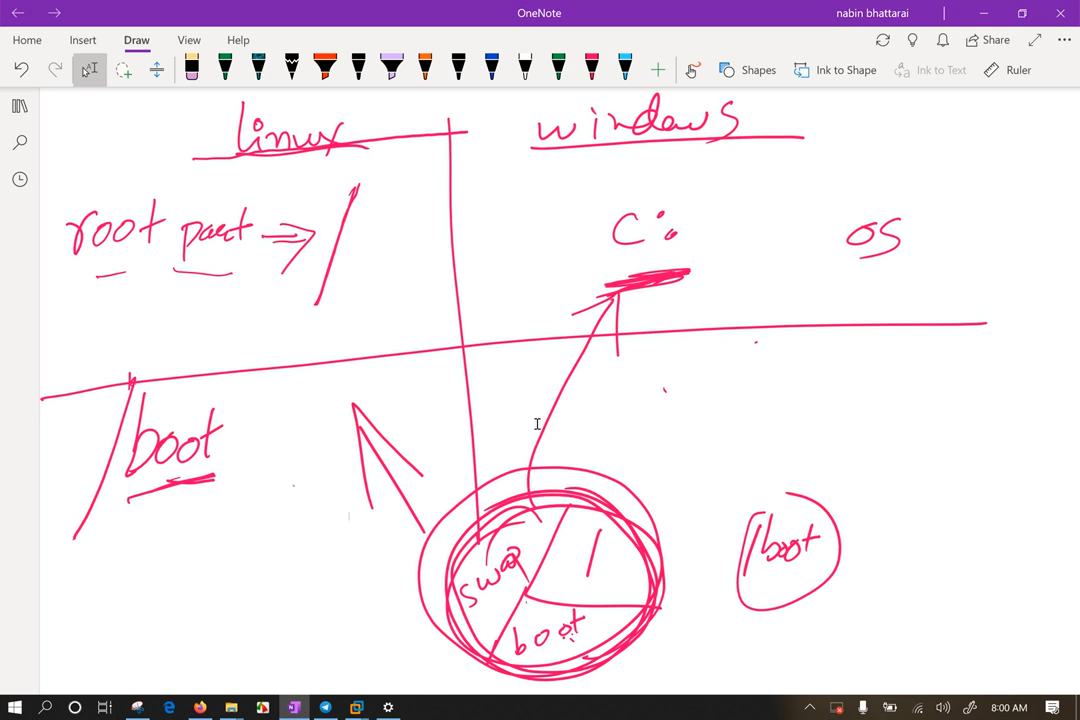 OneNote
nabin bhattarai
Home Insert Draw View Help
Share
Shapes
Ink to Shape
Ink to Text
Ruler
linux windows
root part ⇒ / C: OS
/boot
swap / boot
/boot
8:00 AM